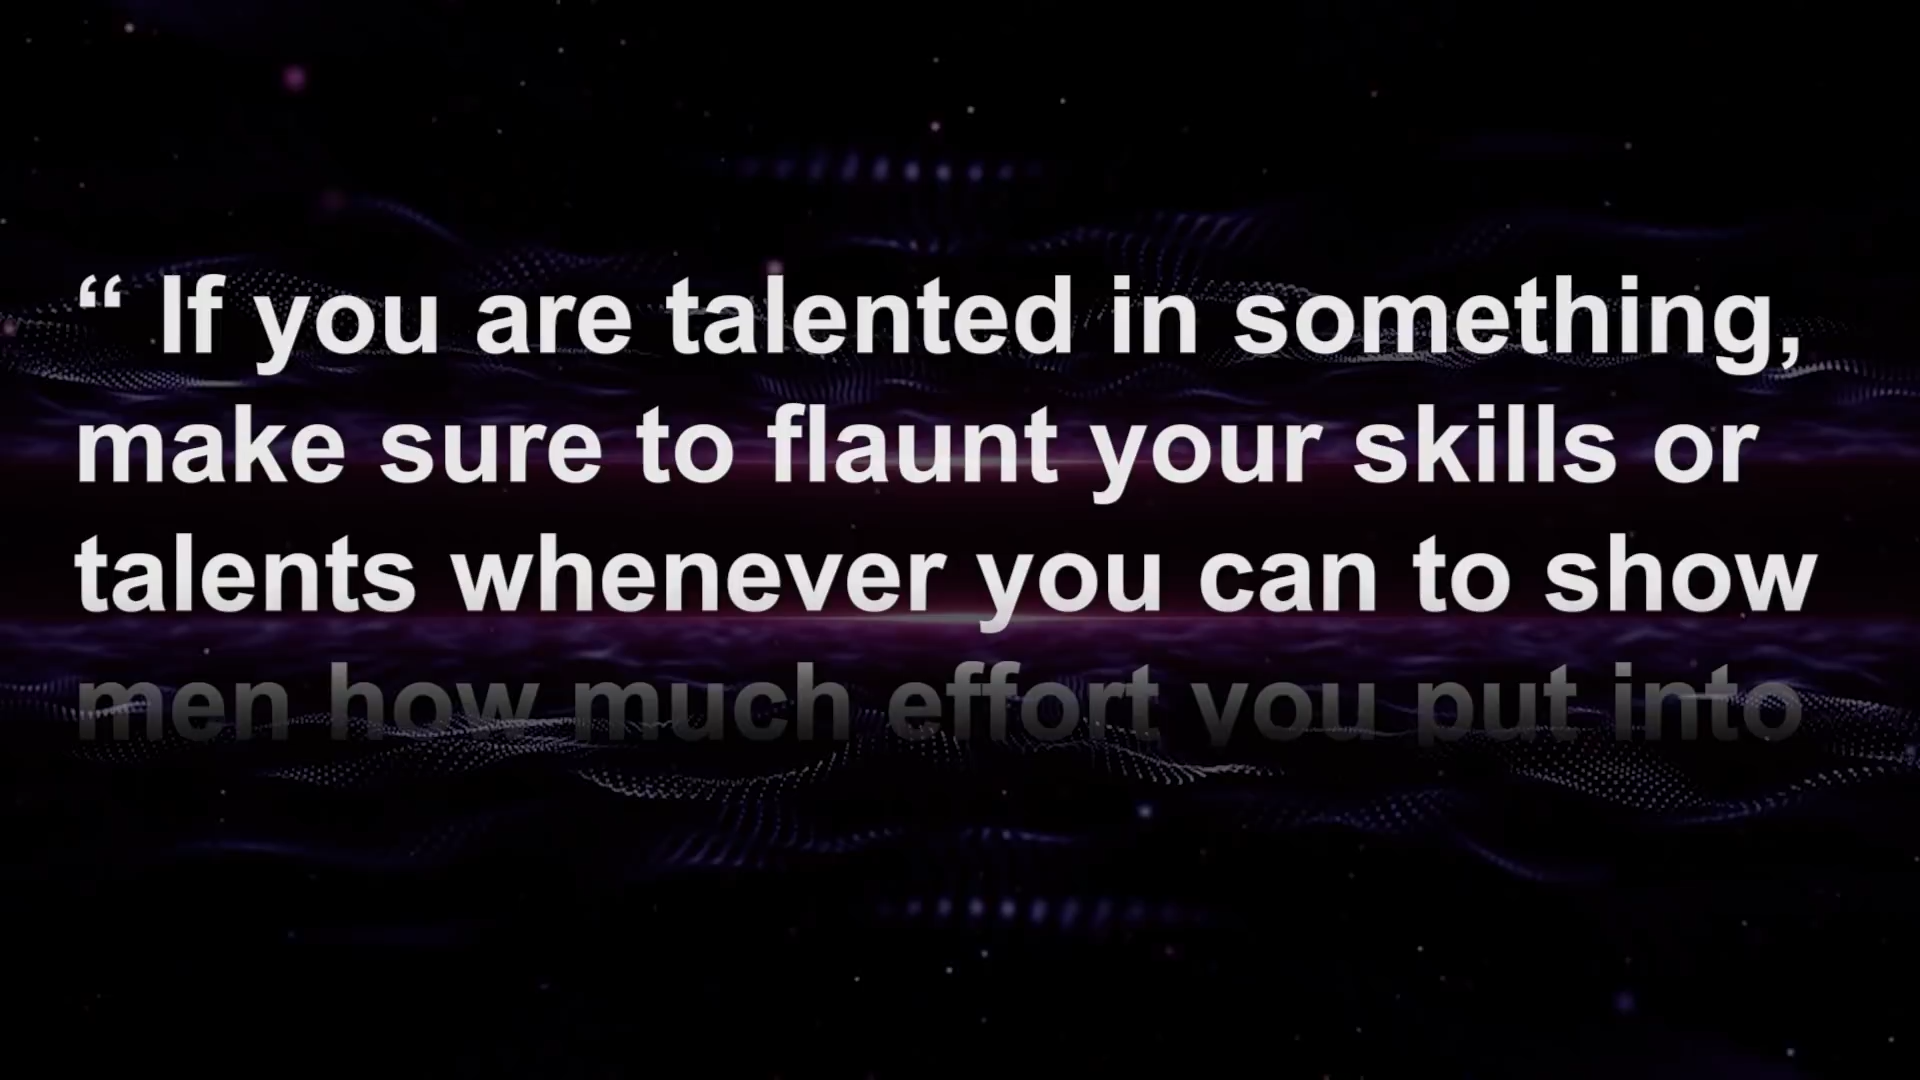 “ If you are talented in something,
make sure to flaunt your skills or
talents whenever you can to show
men how much effort you put into